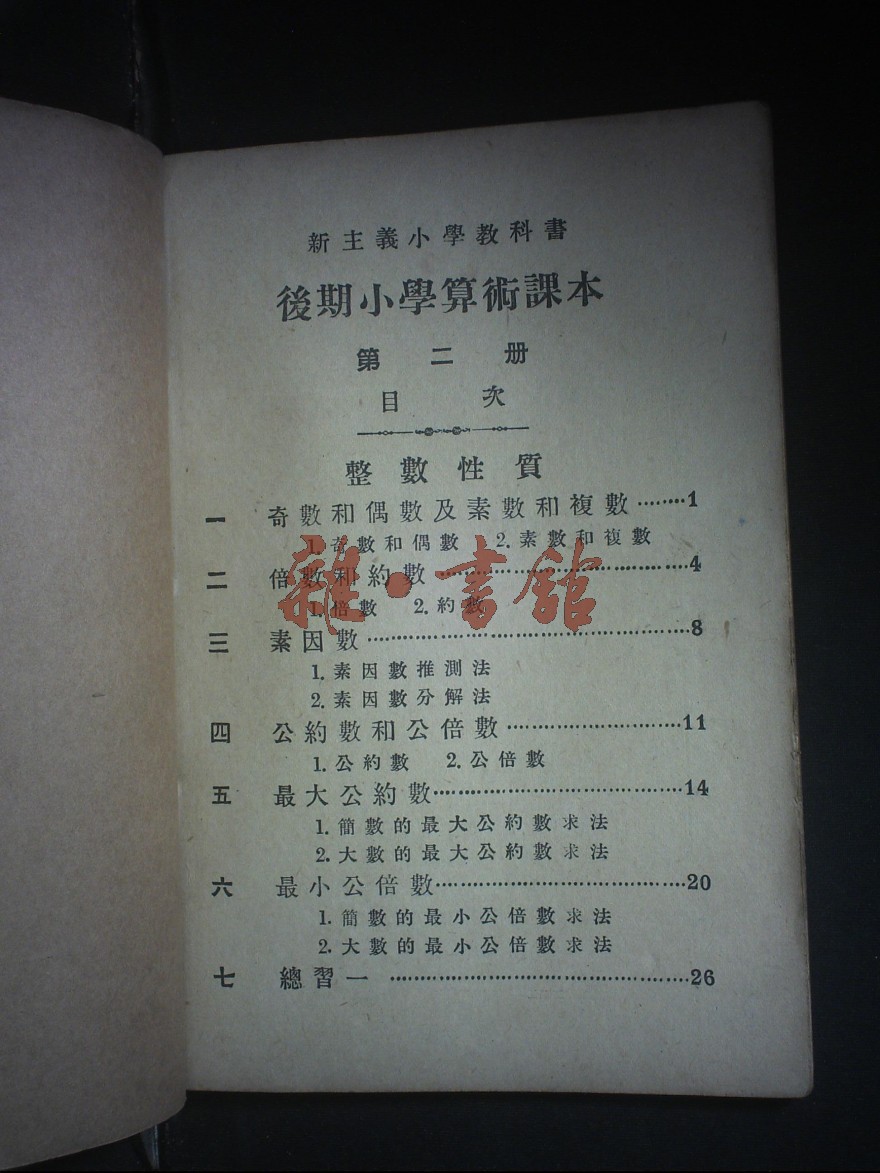 新主義小學教科書
後期小學算術課本
第二册
目次
整數性質
一 奇數和偶數及素數和複數………1
1. 奇數和偶數 2. 素數和複數
二 倍數和約數………4
雜·書館
1. 倍數 2. 約數
三 素因數………8
1. 素因數推測法
2. 素因數分解法
四 公約數和公倍數………11
1. 公約數 2. 公倍數
五 最大公約數………14
1. 簡數的最大公約數求法
2. 大數的最大公約數求法
六 最小公倍數………20
1. 簡數的最小公倍數求法
2. 大數的最小公倍數求法
七 總習一………26